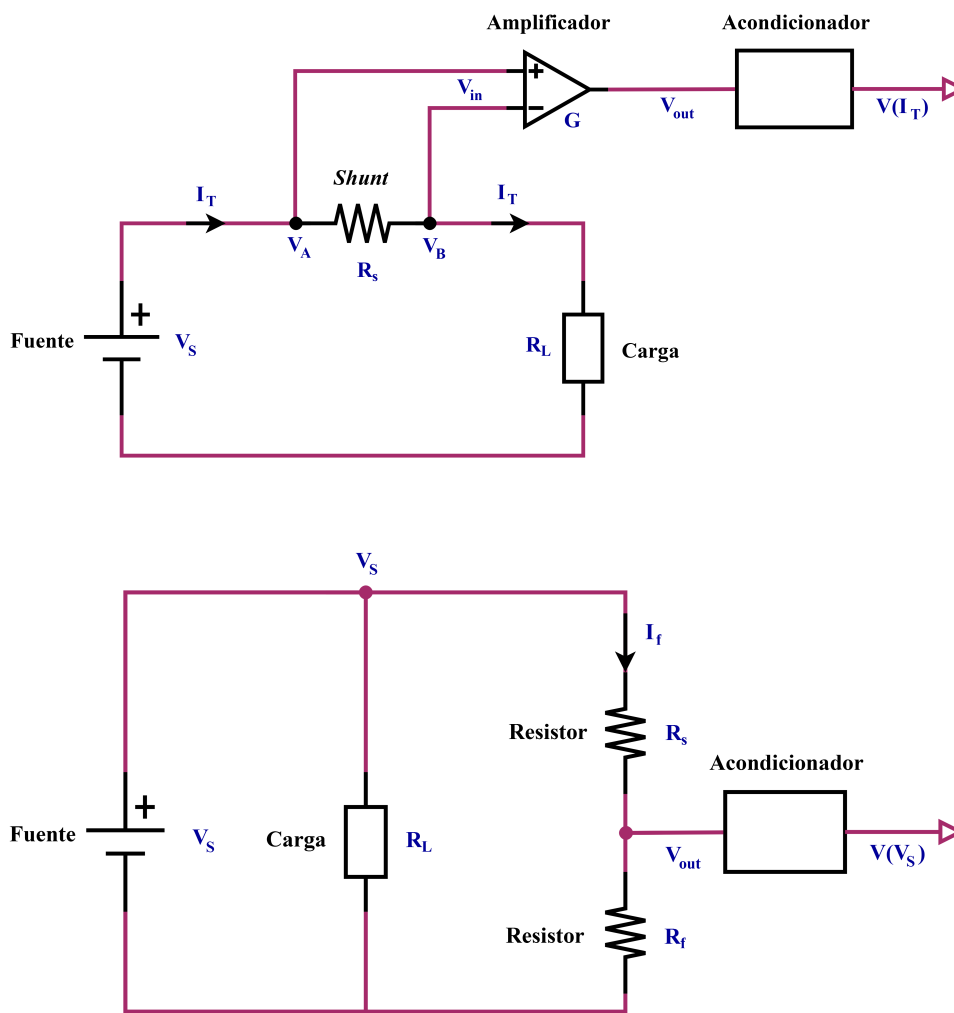 Amplificador
Acondicionador
+
V_in
−
G
V_out
V(I_T)
Shunt
I_T
I_T
V_A
V_B
R_s
+
Fuente
V_S
R_L
Carga
V_S
I_f
Resistor
R_s
Acondicionador
+
Fuente
V_S
Carga
R_L
V_out
V(V_S)
Resistor
R_f